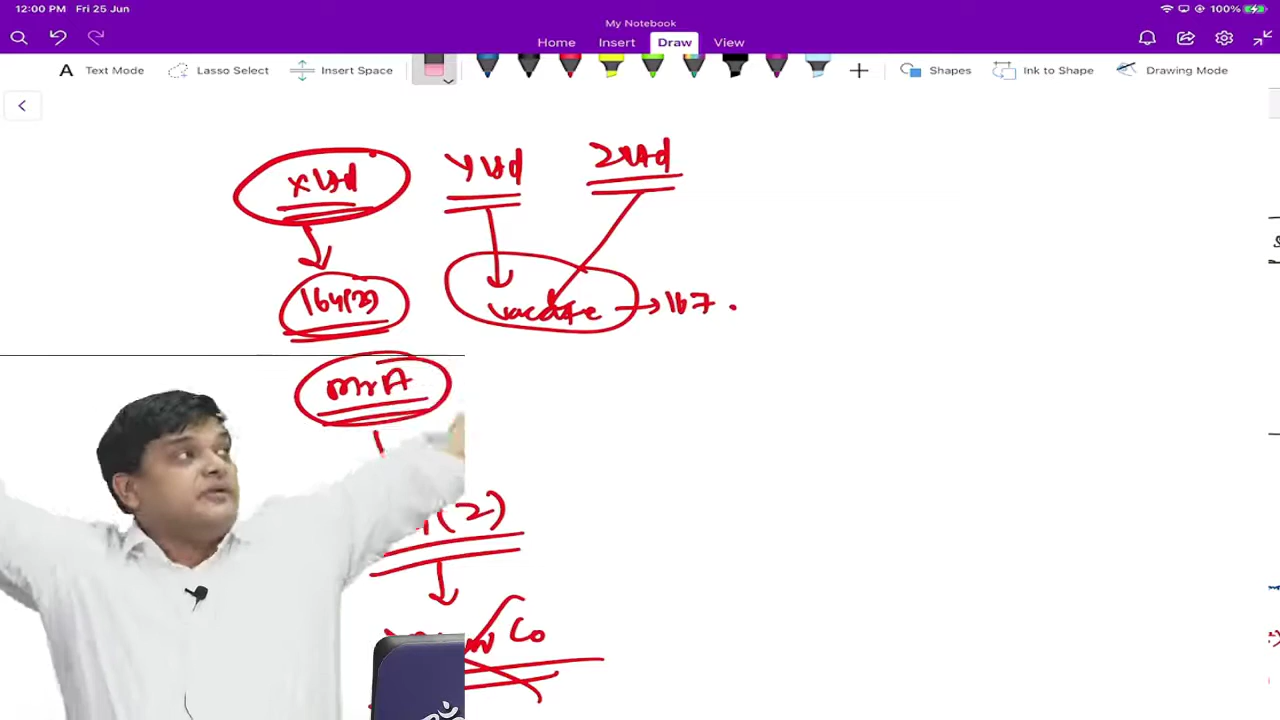 12:00 PM Fri 25 Jun
100%
My Notebook
Home Insert Draw View
A Text Mode Lasso Select Insert Space Shapes Ink to Shape Drawing Mode
X Ltd Y Ltd Z Ltd
164(2) vacate → 167
Mr A
(2)
Co